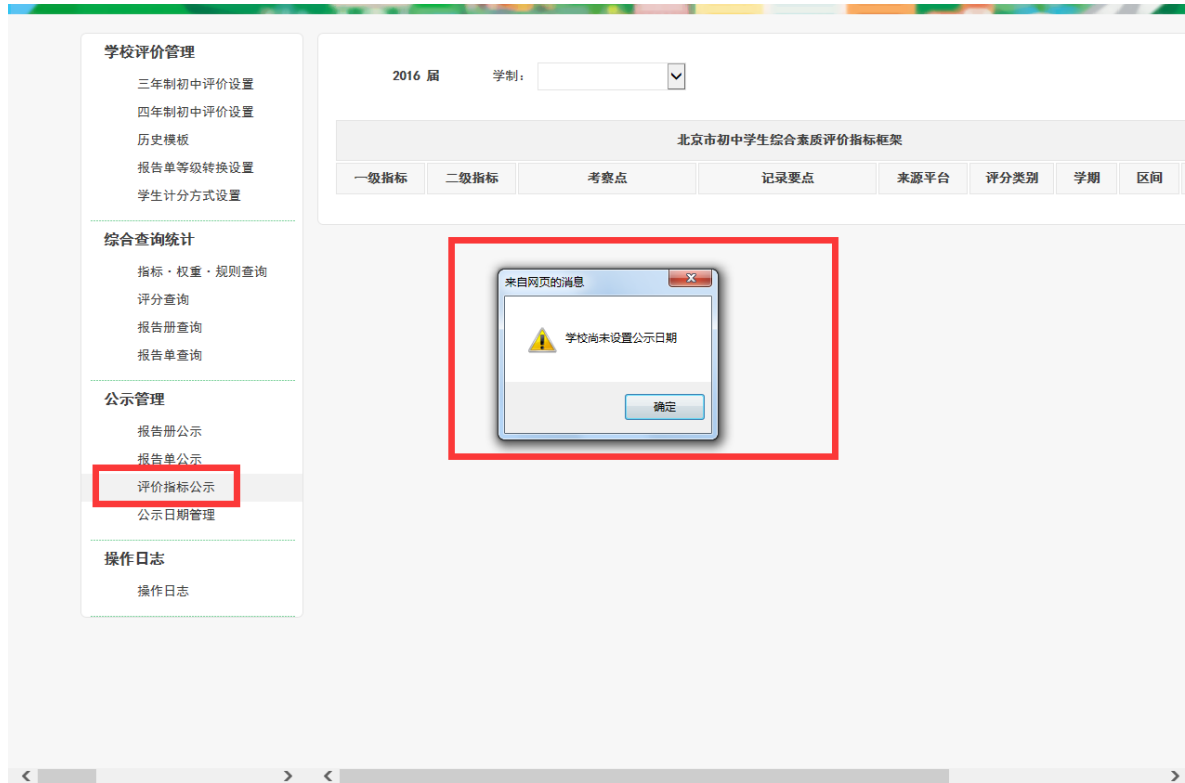 学校评价管理
三年制初中评价设置
四年制初中评价设置
历史模板
报告单等级转换设置
学生计分方式设置
综合查询统计
指标·权重·规则查询
评分查询
报告册查询
报告单查询
公示管理
报告册公示
报告单公示
评价指标公示
公示日期管理
操作日志
操作日志
2016 届 学制：
北京市初中学生综合素质评价指标框架
一级指标 二级指标 考察点 记录要点 来源平台 评分类别 学期 区间
来自网页的消息
学校尚未设置公示日期
确定